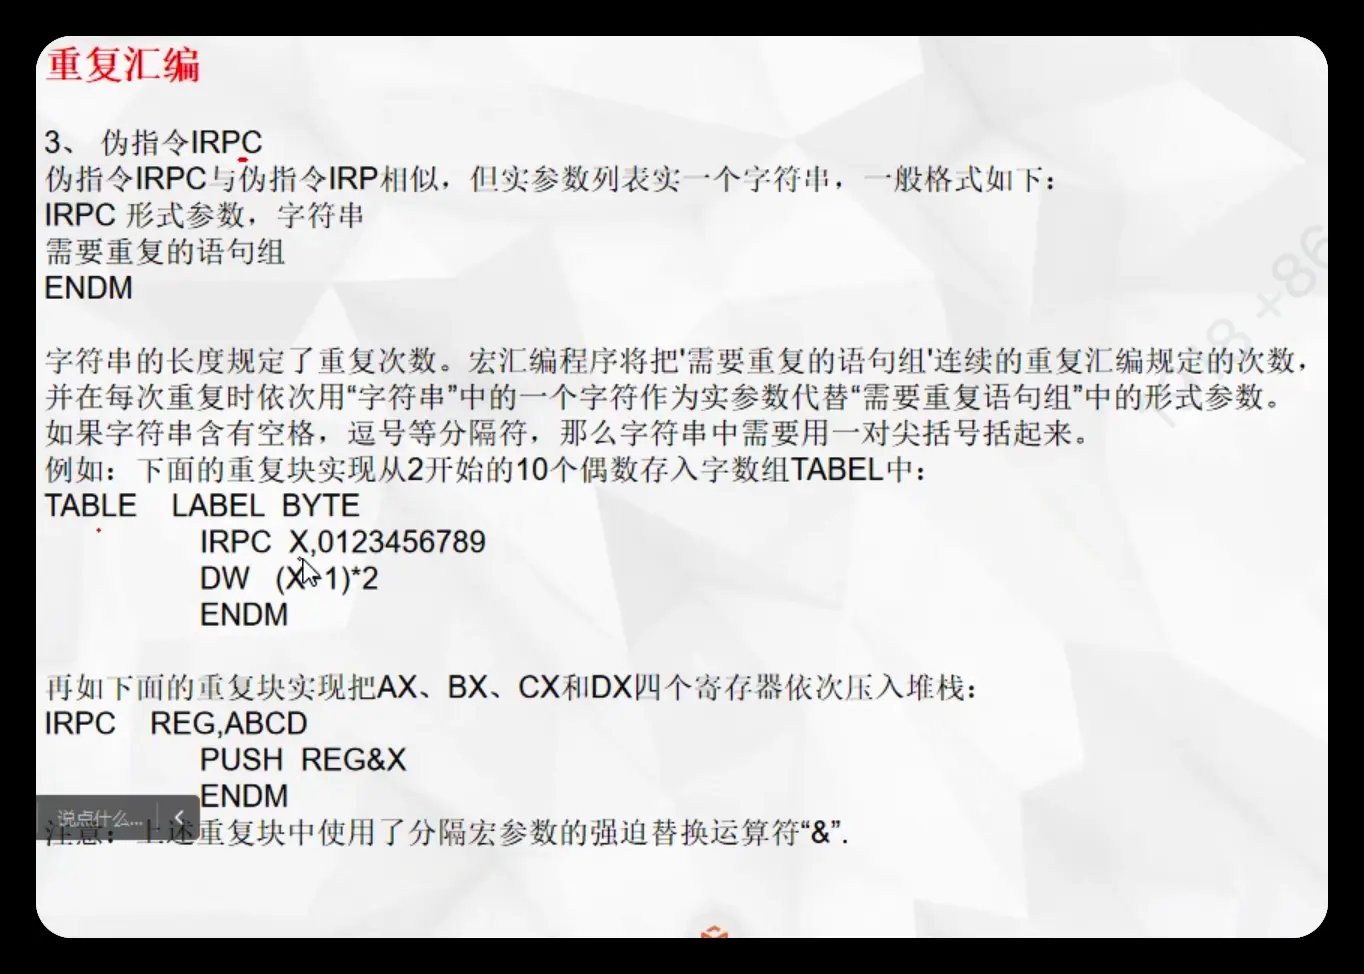 重复汇编
3、 伪指令IRPC
伪指令IRPC与伪指令IRP相似，但实参数列表实一个字符串，一般格式如下：
IRPC 形式参数，字符串
需要重复的语句组
ENDM
字符串的长度规定了重复次数。宏汇编程序将把'需要重复的语句组'连续的重复汇编规定的次数，
并在每次重复时依次用“字符串”中的一个字符作为实参数代替“需要重复语句组”中的形式参数。
如果字符串含有空格，逗号等分隔符，那么字符串中需要用一对尖括号括起来。
例如：下面的重复块实现从2开始的10个偶数存入字数组TABEL中：
TABLE LABEL BYTE
IRPC X,0123456789
DW (X+1)*2
ENDM
再如下面的重复块实现把AX、BX、CX和DX四个寄存器依次压入堆栈：
IRPC REG,ABCD
PUSH REG&X
ENDM
说点什么...
注意：上述重复块中使用了分隔宏参数的强迫替换运算符“&”.
+86